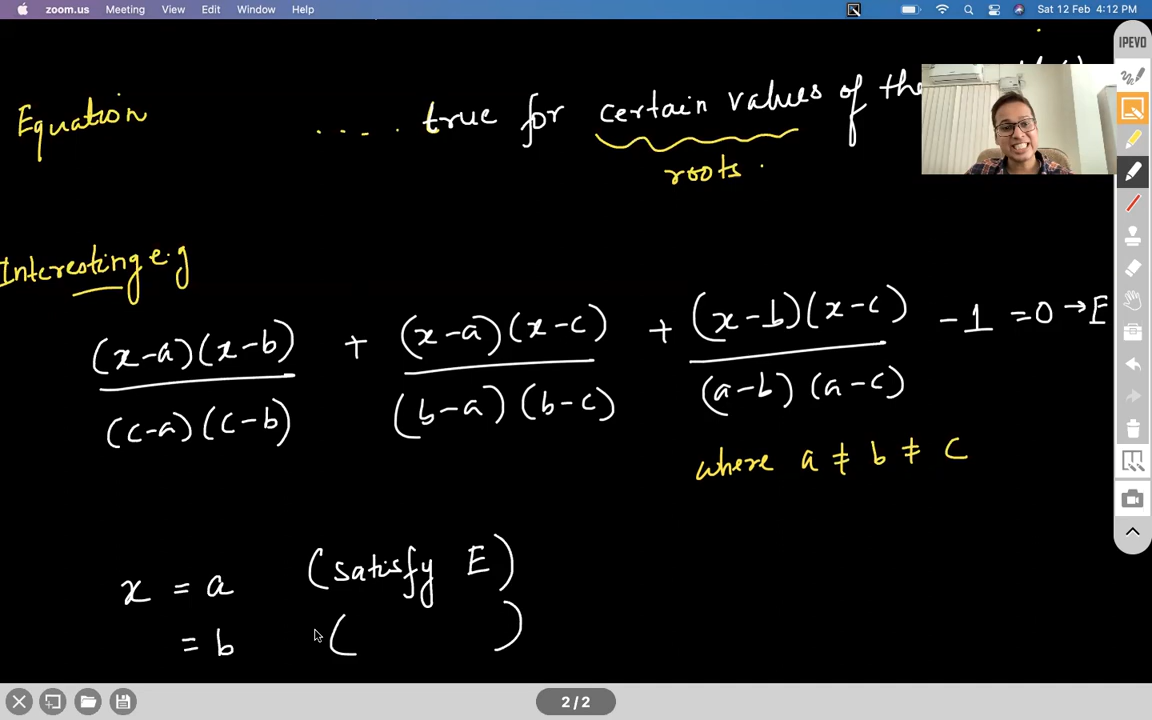 zoom.us Meeting View Edit Window Help Sat 12 Feb 4:12 PM
IPEVO
Equation .... true for certain values of the
roots.
Interesting e.g
(x-a)(x-b) + (x-a)(x-c) + (x-b)(x-c) -1 =0 →E
(c-a)(c-b) (b-a)(b-c) (a-b)(a-c)
where a ≠ b ≠ c
x = a (satisfy E)
= b ( )
2/2